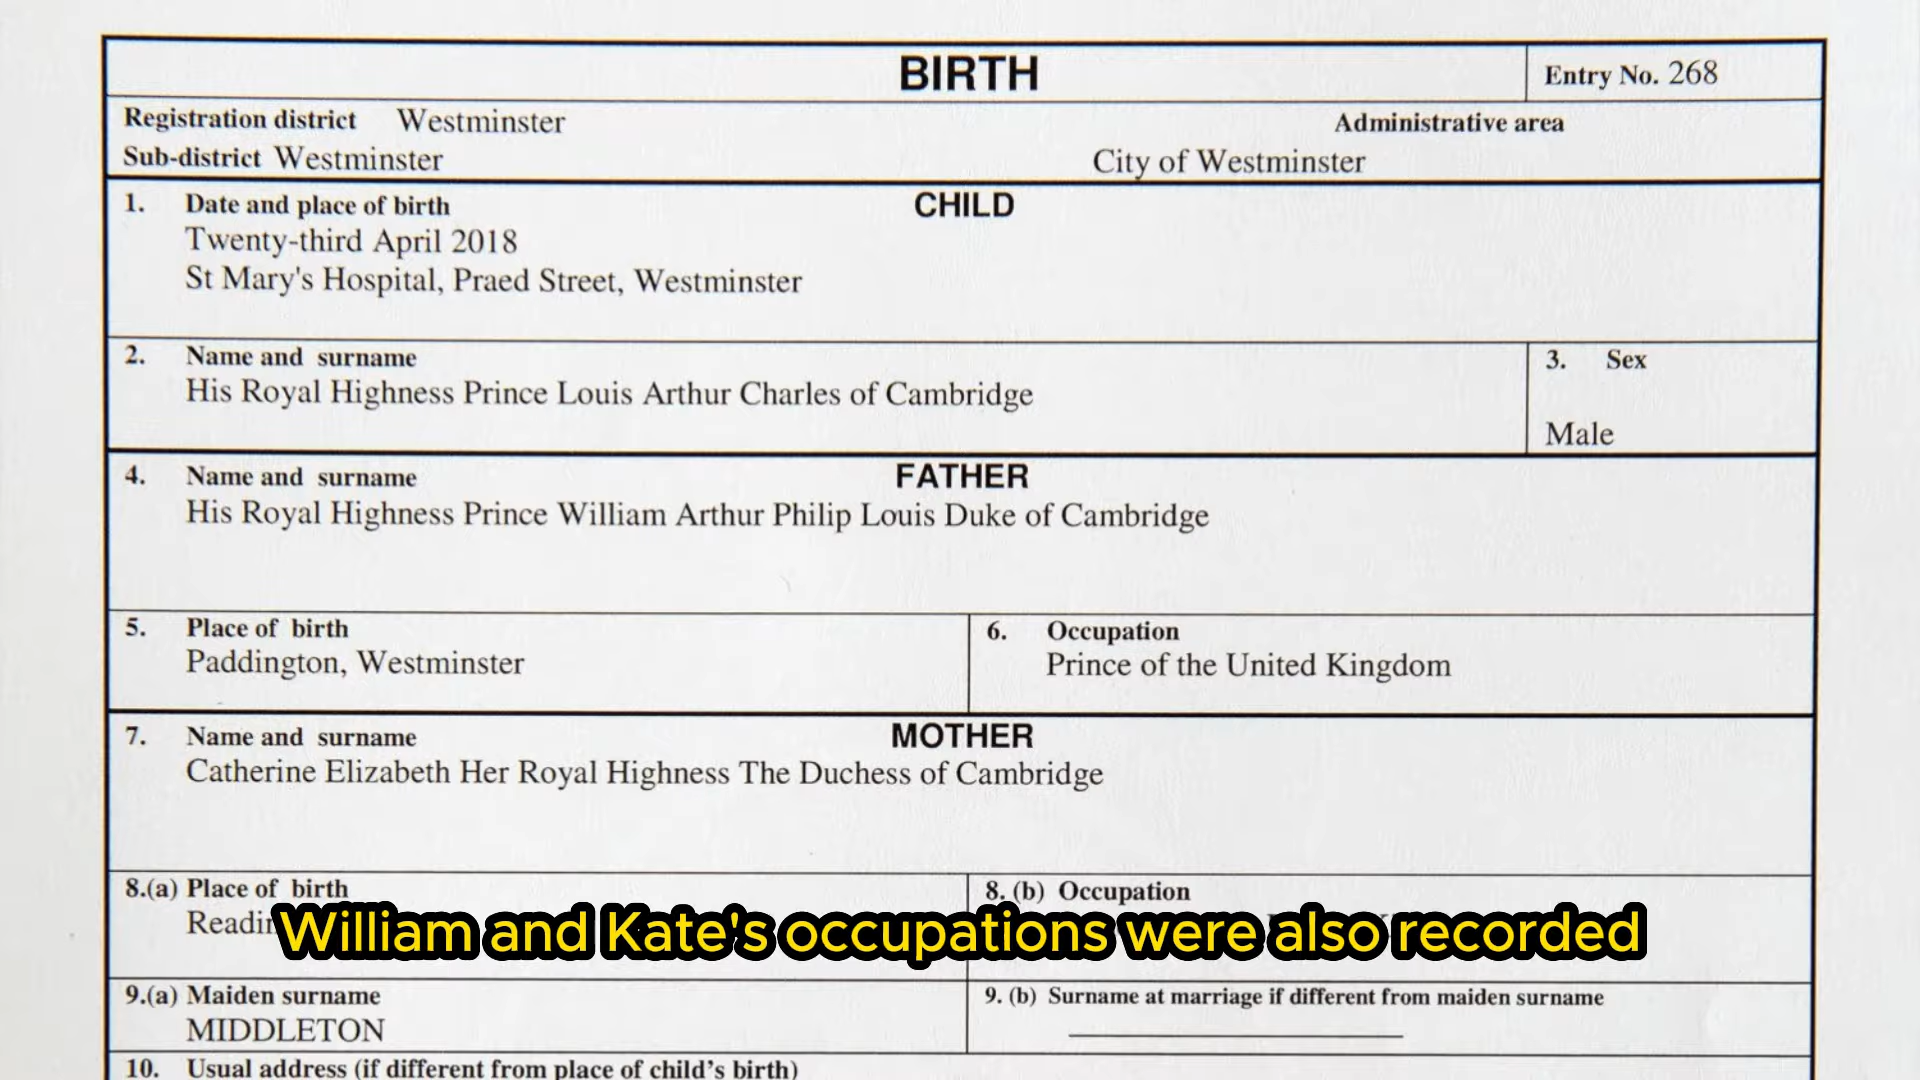 BIRTH
Entry No. 268
Registration district Westminster
Administrative area
Sub-district Westminster
City of Westminster
1. Date and place of birth
CHILD
Twenty-third April 2018
St Mary's Hospital, Praed Street, Westminster
2. Name and surname
His Royal Highness Prince Louis Arthur Charles of Cambridge
3. Sex
Male
4. Name and surname
FATHER
His Royal Highness Prince William Arthur Philip Louis Duke of Cambridge
5. Place of birth
Paddington, Westminster
6. Occupation
Prince of the United Kingdom
7. Name and surname
MOTHER
Catherine Elizabeth Her Royal Highness The Duchess of Cambridge
8.(a) Place of birth
8. (b) Occupation
William and Kate's occupations were also recorded
9.(a) Maiden surname
MIDDLETON
9. (b) Surname at marriage if different from maiden surname
10. Usual address (if different from place of child's birth)